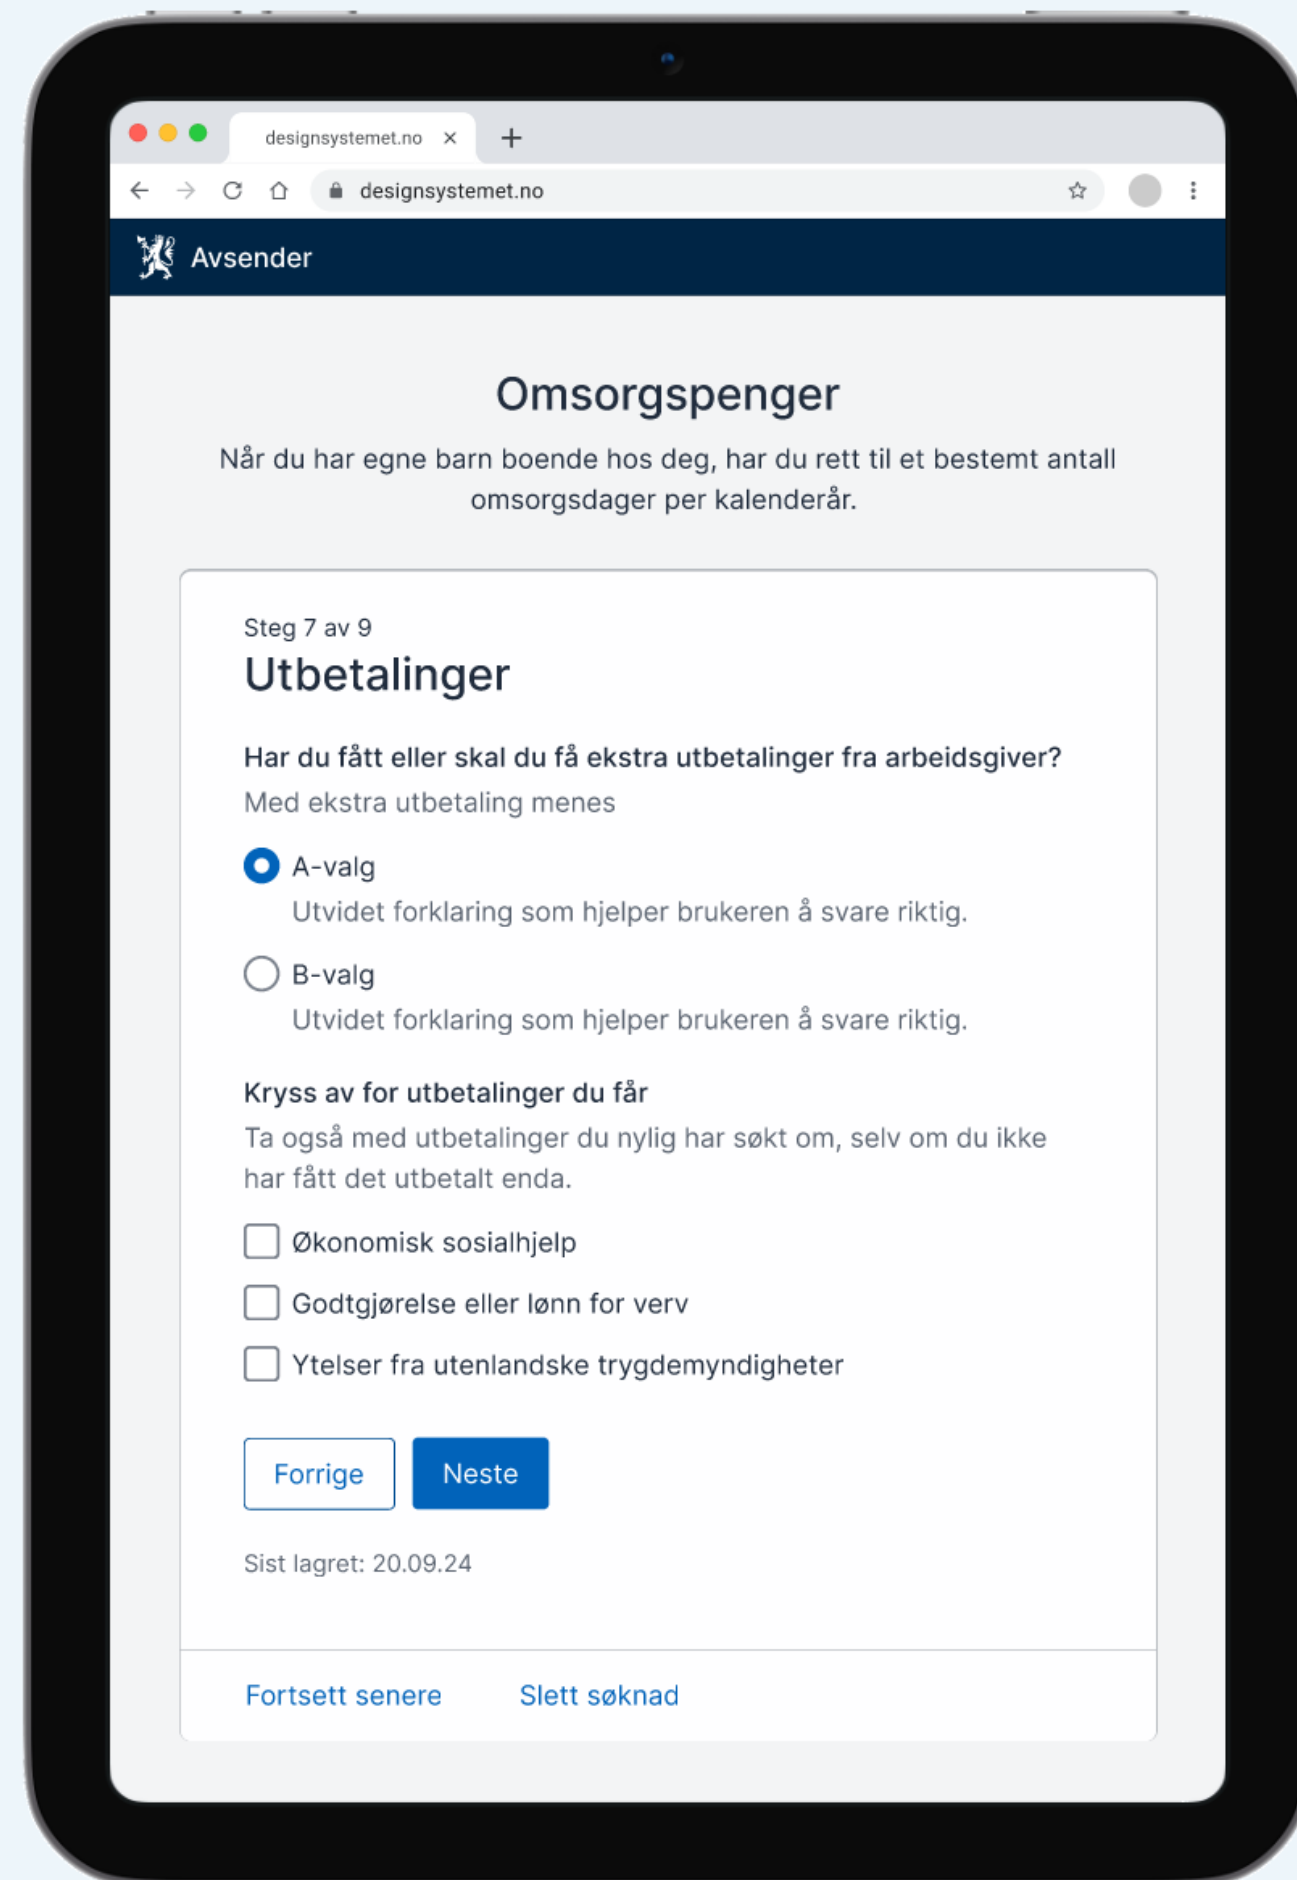 designsystemet.no
designsystemet.no
Avsender
Omsorgspenger
Når du har egne barn boende hos deg, har du rett til et bestemt antall
omsorgsdager per kalenderår.
Steg 7 av 9
Utbetalinger
Har du fått eller skal du få ekstra utbetalinger fra arbeidsgiver?
Med ekstra utbetaling menes
A-valg
Utvidet forklaring som hjelper brukeren å svare riktig.
B-valg
Utvidet forklaring som hjelper brukeren å svare riktig.
Kryss av for utbetalinger du får
Ta også med utbetalinger du nylig har søkt om, selv om du ikke
har fått det utbetalt enda.
Økonomisk sosialhjelp
Godtgjørelse eller lønn for verv
Ytelser fra utenlandske trygdemyndigheter
Forrige Neste
Sist lagret: 20.09.24
Fortsett senere Slett søknad